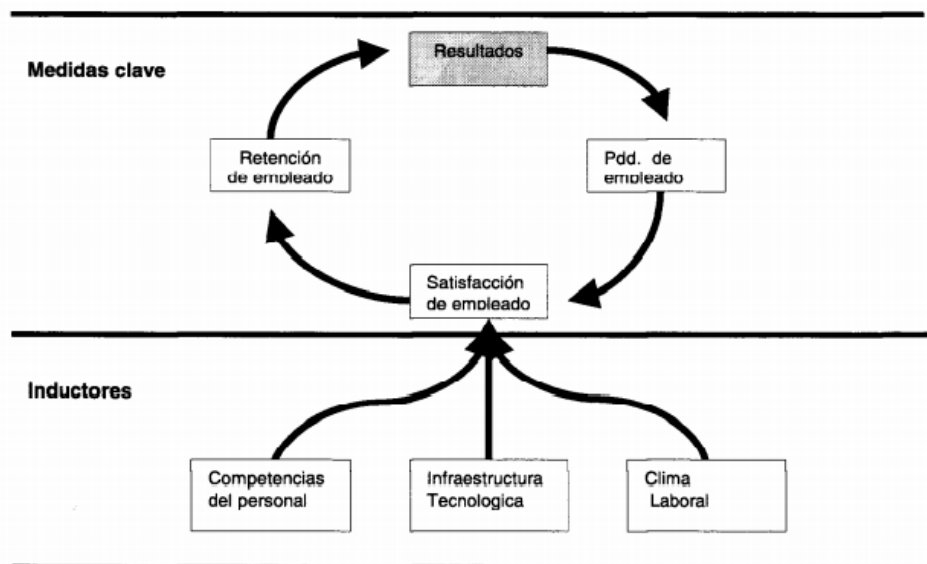 Resultados
Medidas clave
Retención
de empleado
Pdd. de
empleado
Satisfacción
de empleado
Inductores
Competencias
del personal
Infraestructura
Tecnologica
Clima
Laboral